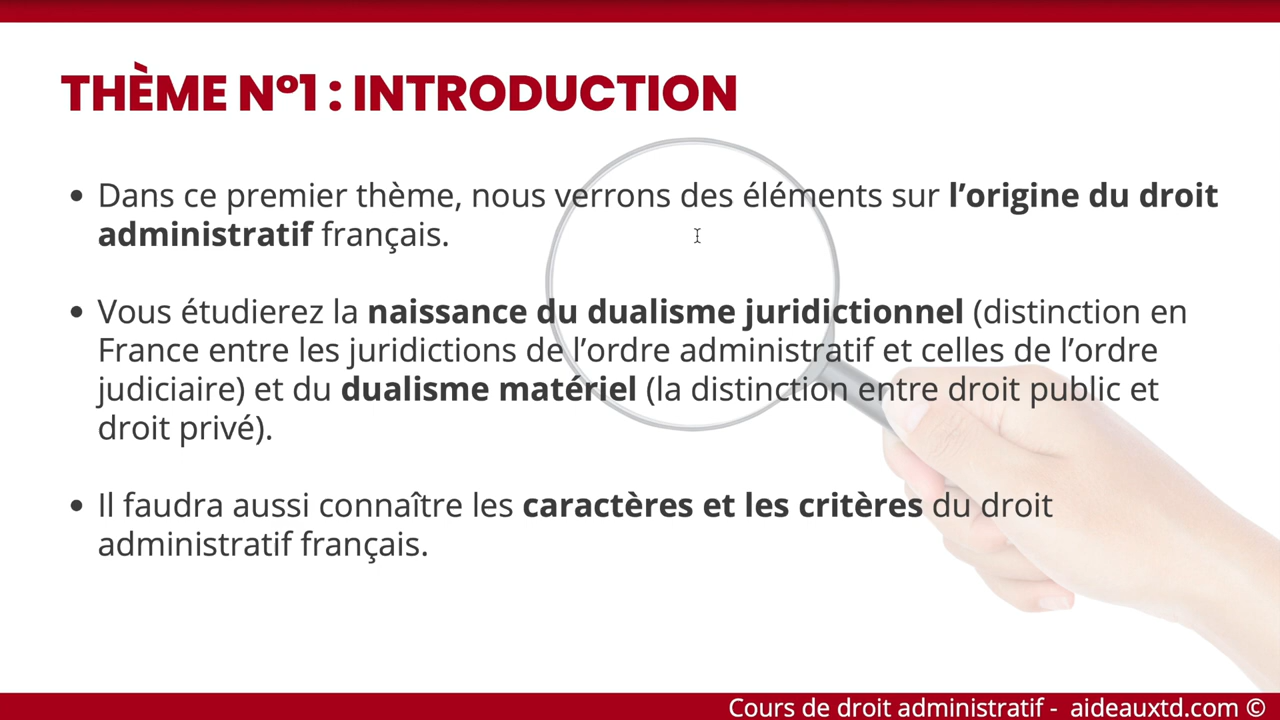 THÈME N°1 : INTRODUCTION
• Dans ce premier thème, nous verrons des éléments sur l’origine du droit
administratif français.
• Vous étudierez la naissance du dualisme juridictionnel (distinction en
France entre les juridictions de l’ordre administratif et celles de l’ordre
judiciaire) et du dualisme matériel (la distinction entre droit public et
droit privé).
• Il faudra aussi connaître les caractères et les critères du droit
administratif français.
Cours de droit administratif - aideauxtd.com ©